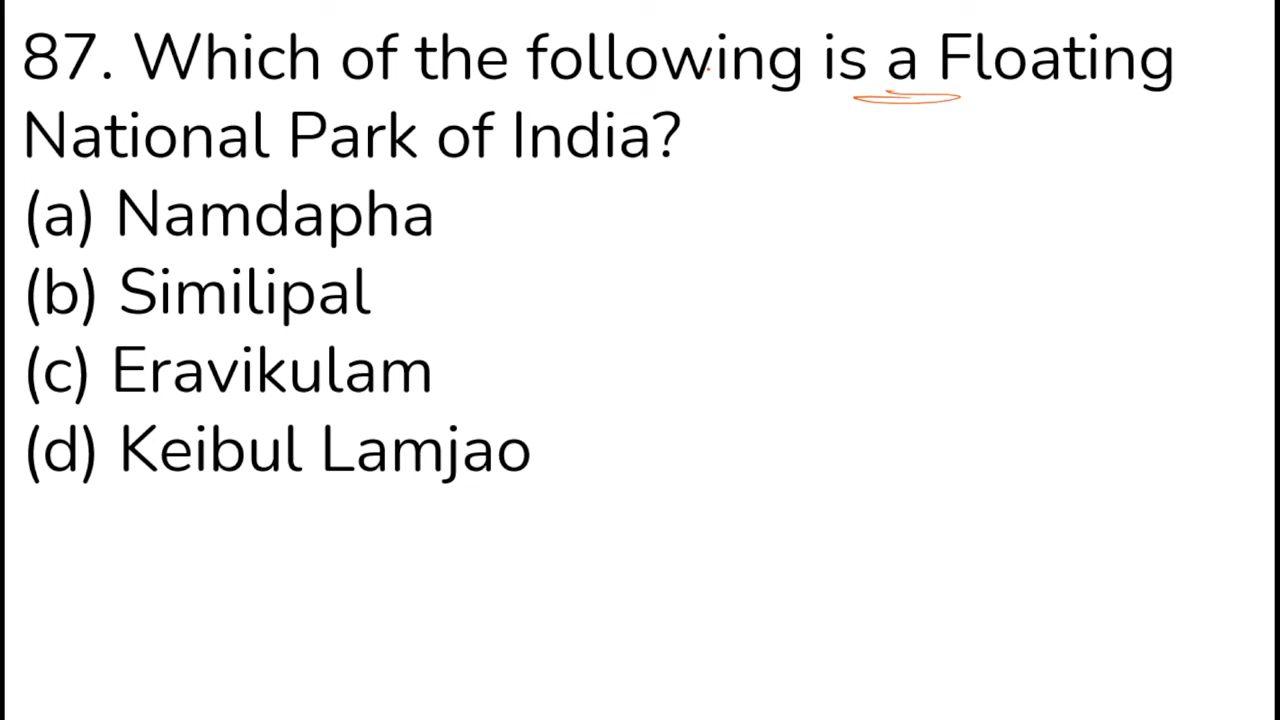 87. Which of the following is a Floating
National Park of India?
(a) Namdapha
(b) Similipal
(c) Eravikulam
(d) Keibul Lamjao